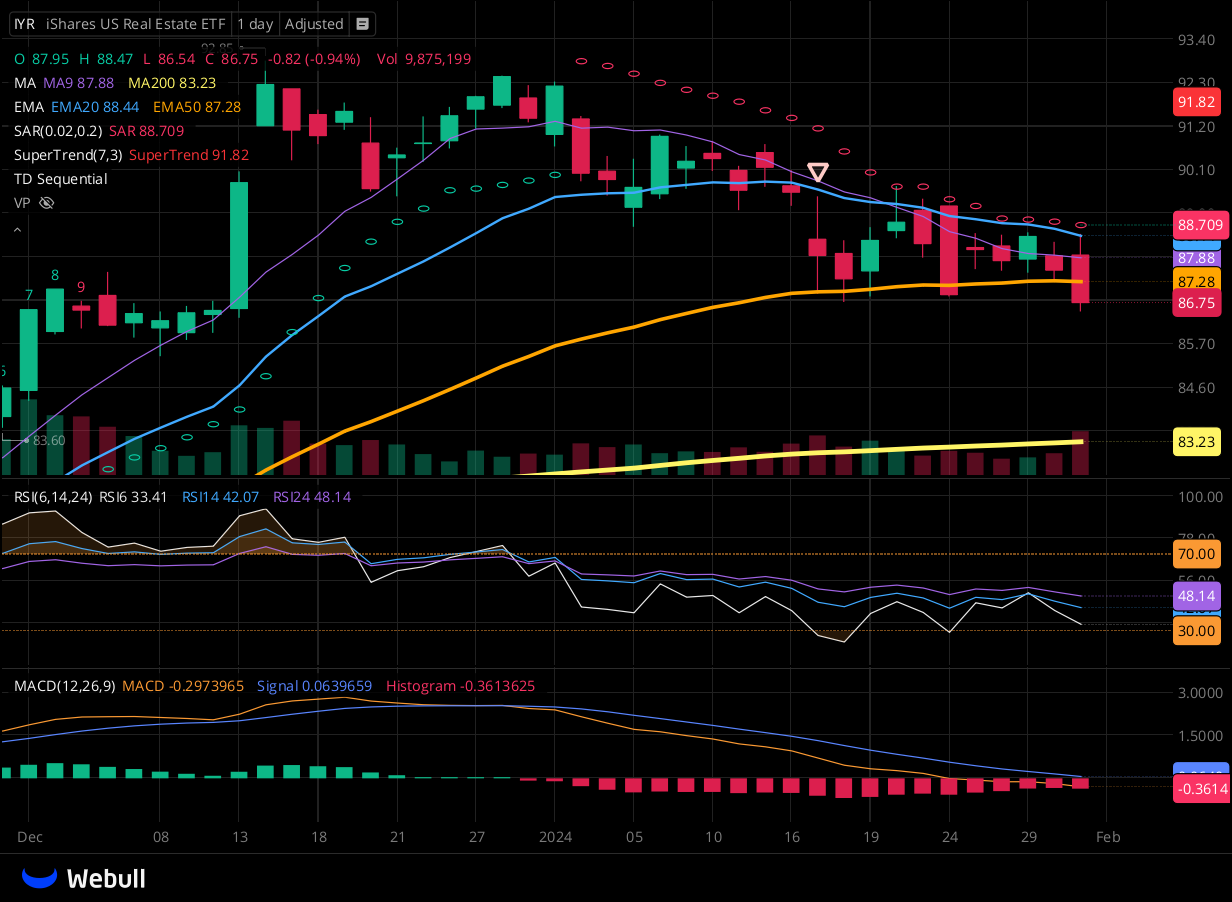 IYR iShares US Real Estate ETF 1 day Adjusted
93.40
O 87.95 H 88.47 L 86.54 C 86.75 -0.82 (-0.94%) Vol 9,875,199
MA MA9 87.88 MA200 83.23
92.30
91.82
EMA EMA20 88.44 EMA50 87.28
91.20
SAR(0.02,0.2) SAR 88.709
SuperTrend(7,3) SuperTrend 91.82
90.10
TD Sequential
VP
88.709
87.88
8
7
9
87.28
86.75
85.70
84.60
83.60
83.23
RSI(6,14,24) RSI6 33.41 RSI14 42.07 RSI24 48.14
100.00
70.00
48.14
30.00
MACD(12,26,9) MACD -0.2973965 Signal 0.0639659 Histogram -0.3613625
3.0000
1.5000
-0.3614
Dec 08 13 18 21 27 2024 05 10 16 19 24 29 Feb
Webull